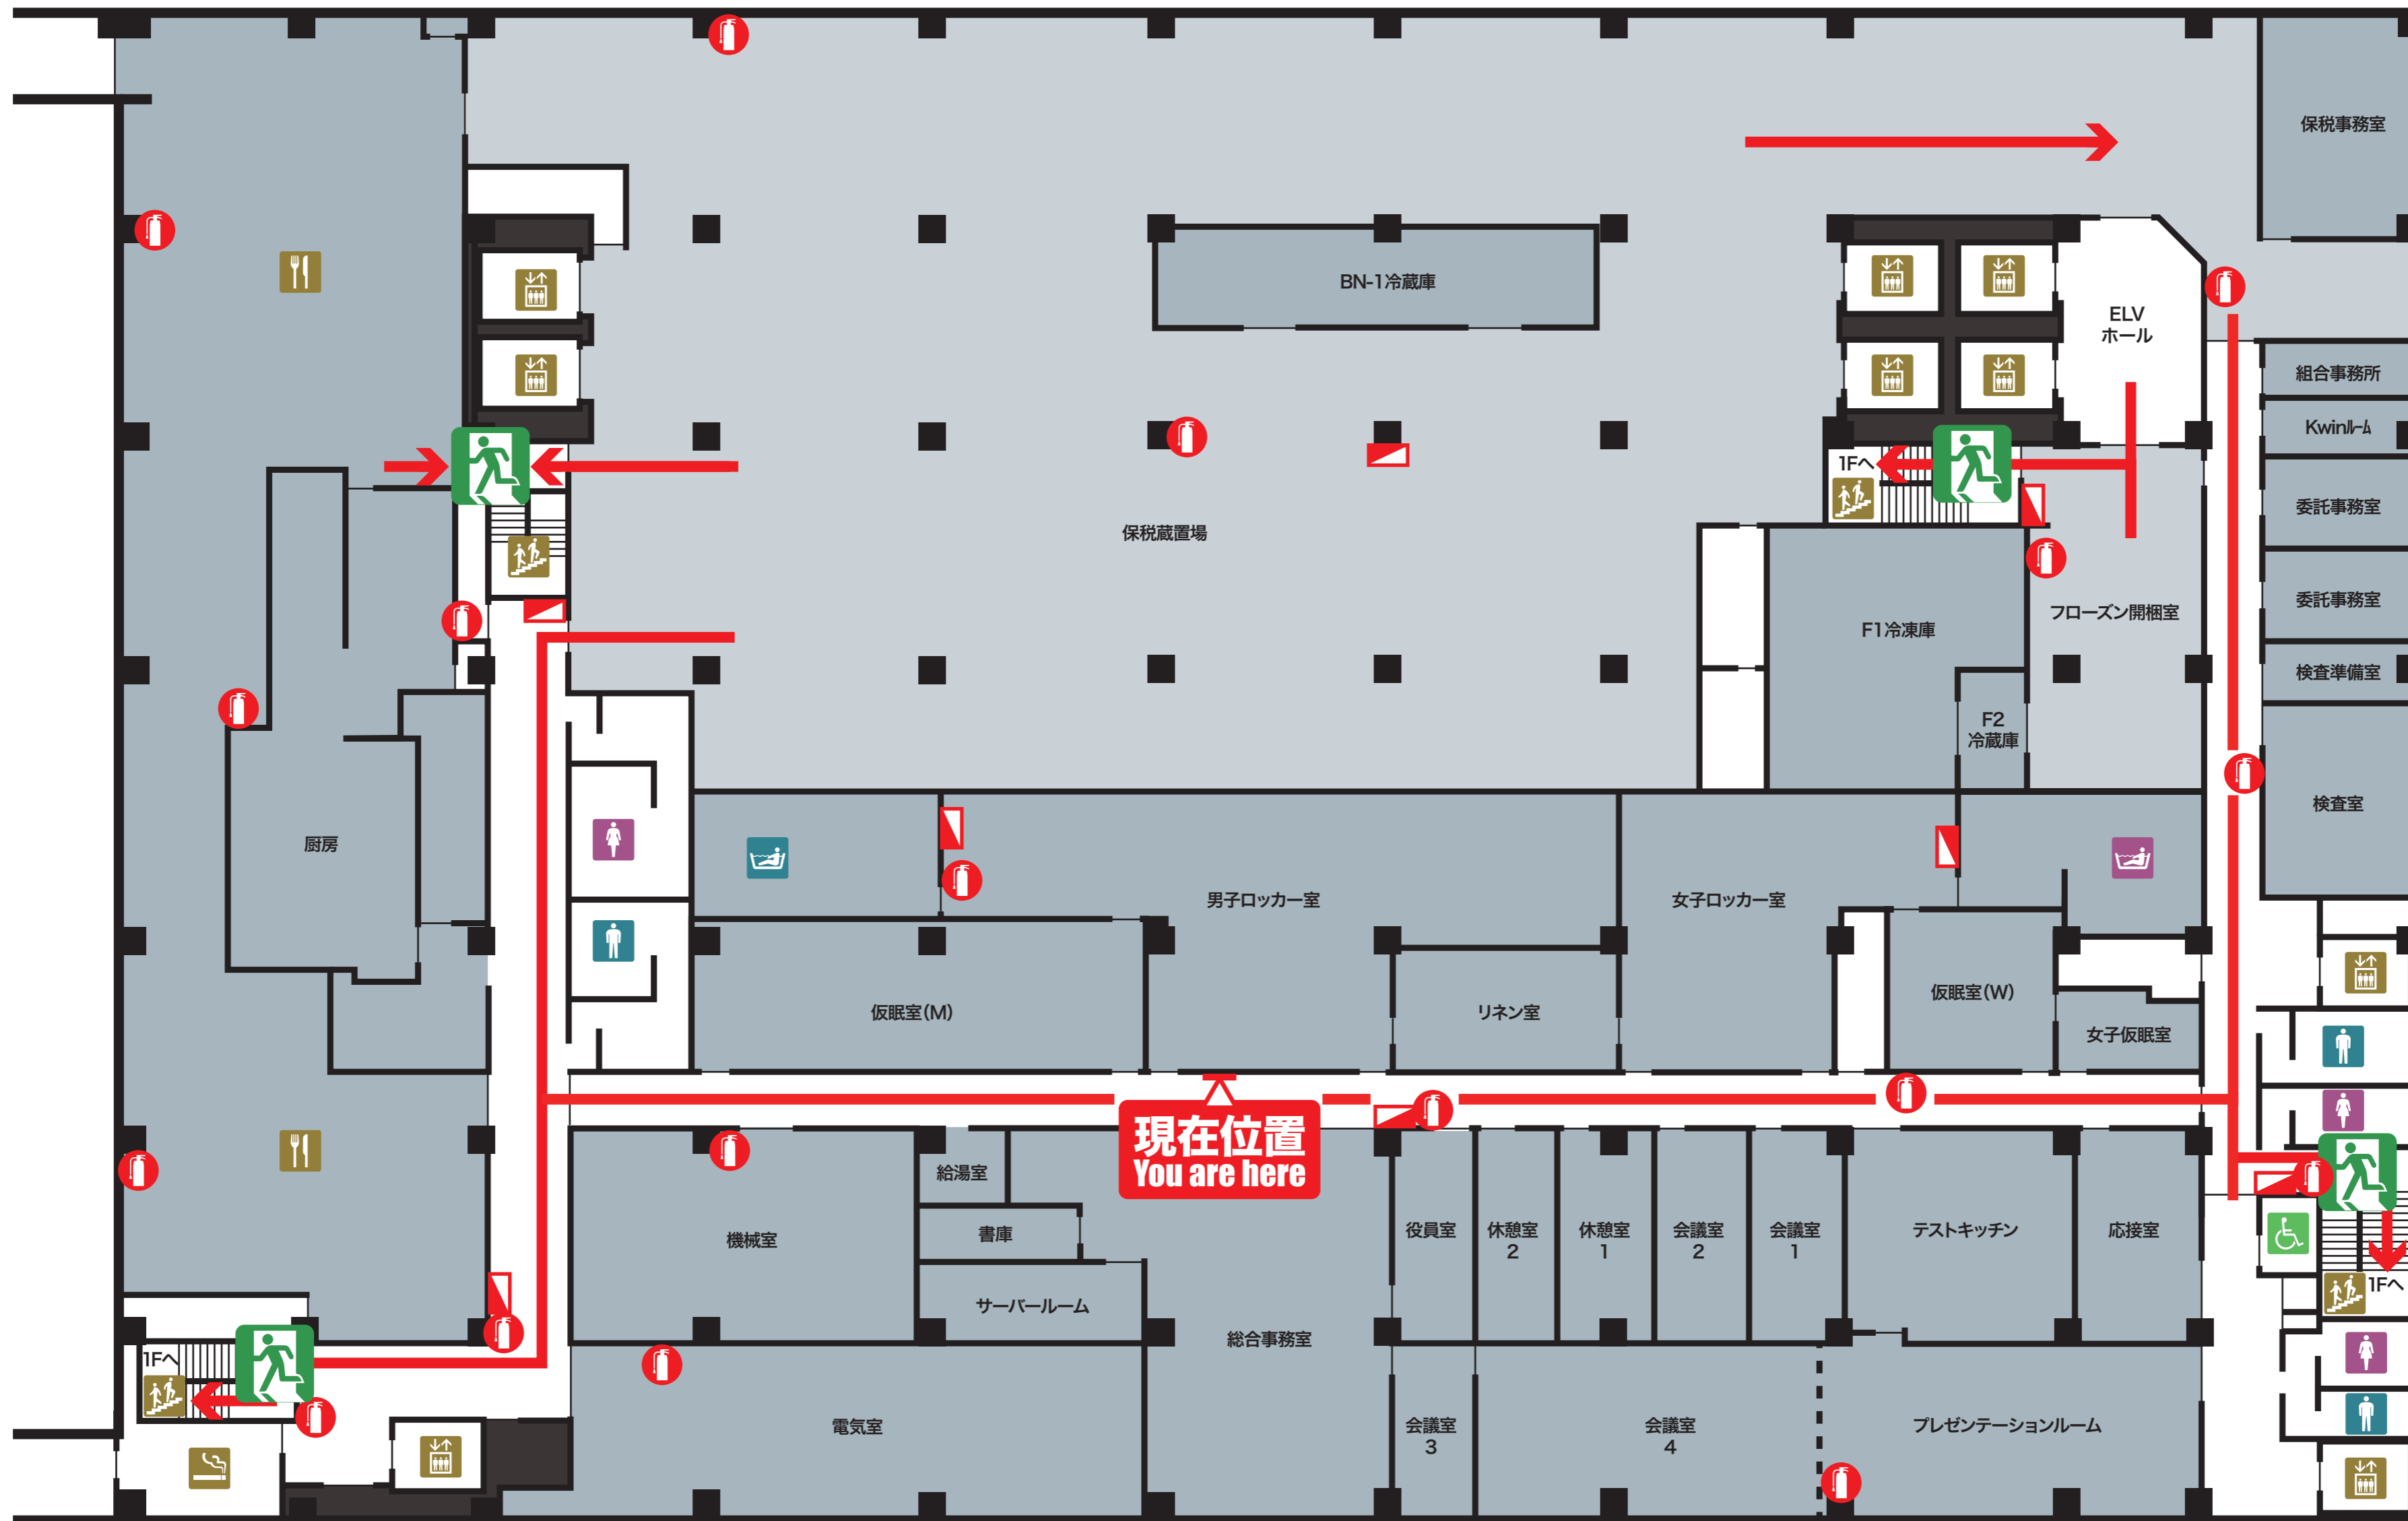 保税事務室
BN-1冷蔵庫
ELV
ホール
組合事務所
Kwinルーム
1Fへ
委託事務室
保税蔵置場
委託事務室
フローズン開梱室
F1冷凍庫
検査準備室
F2
冷蔵庫
検査室
厨房
男子ロッカー室
女子ロッカー室
仮眠室(W)
仮眠室(M)
リネン室
女子仮眠室
現在位置
You are here
給湯室
書庫
機械室
役員室
休憩室
2
休憩室
1
会議室
2
会議室
1
テストキッチン
応接室
1Fへ
サーバールーム
総合事務室
1Fへ
電気室
会議室
3
会議室
4
プレゼンテーションルーム